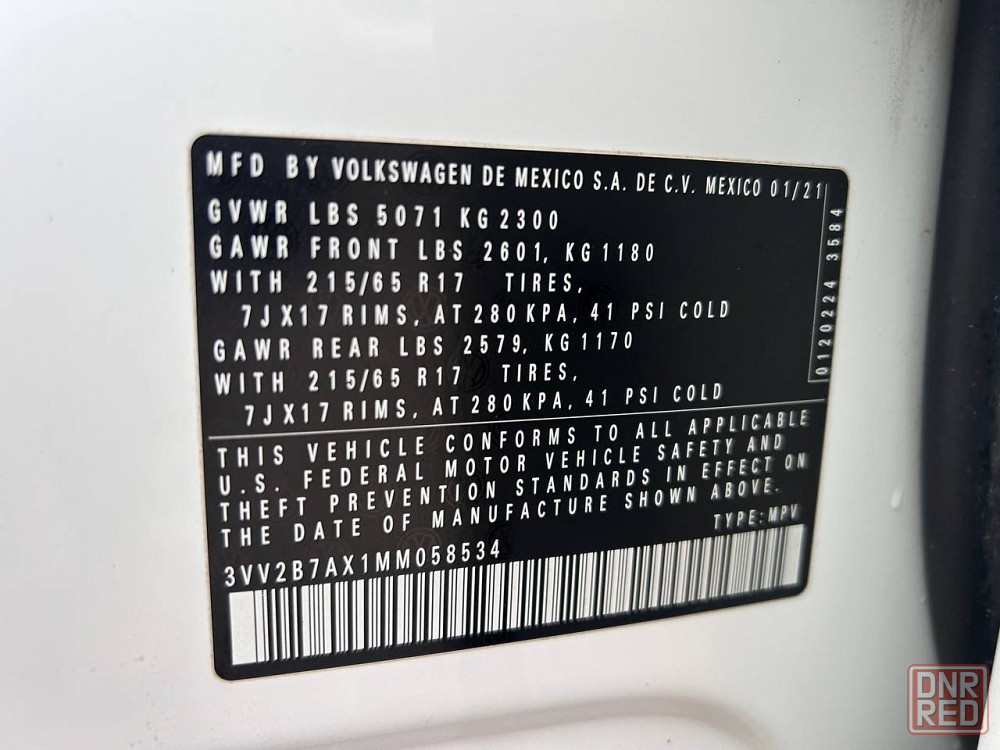 MFD BY VOLKSWAGEN DE MEXICO S.A. DE C.V. MEXICO 01/21
GVWR LBS 5071 KG 2300
GAWR FRONT LBS 2601, KG 1180
WITH 215/65 R17 TIRES,
7JX17 RIMS, AT 280 KPA, 41 PSI COLD
GAWR REAR LBS 2579, KG 1170
WITH 215/65 R17 TIRES,
7JX17 RIMS, AT 280 KPA, 41 PSI COLD
0120224 3584
THIS VEHICLE CONFORMS TO ALL APPLICABLE
U.S. FEDERAL MOTOR VEHICLE SAFETY AND
THEFT PREVENTION STANDARDS IN EFFECT ON
THE DATE OF MANUFACTURE SHOWN ABOVE.
TYPE: MPV
3VV2B7AX1MM058534
DNR
RED